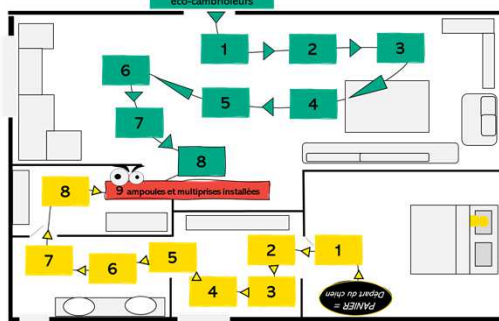 éco-cambrioleurs
1 2 3
6 5 4
7
8
9 ampoules et multiprises installées
8
7 6 5
4 3
2 1
PANIER =
Départ du chien